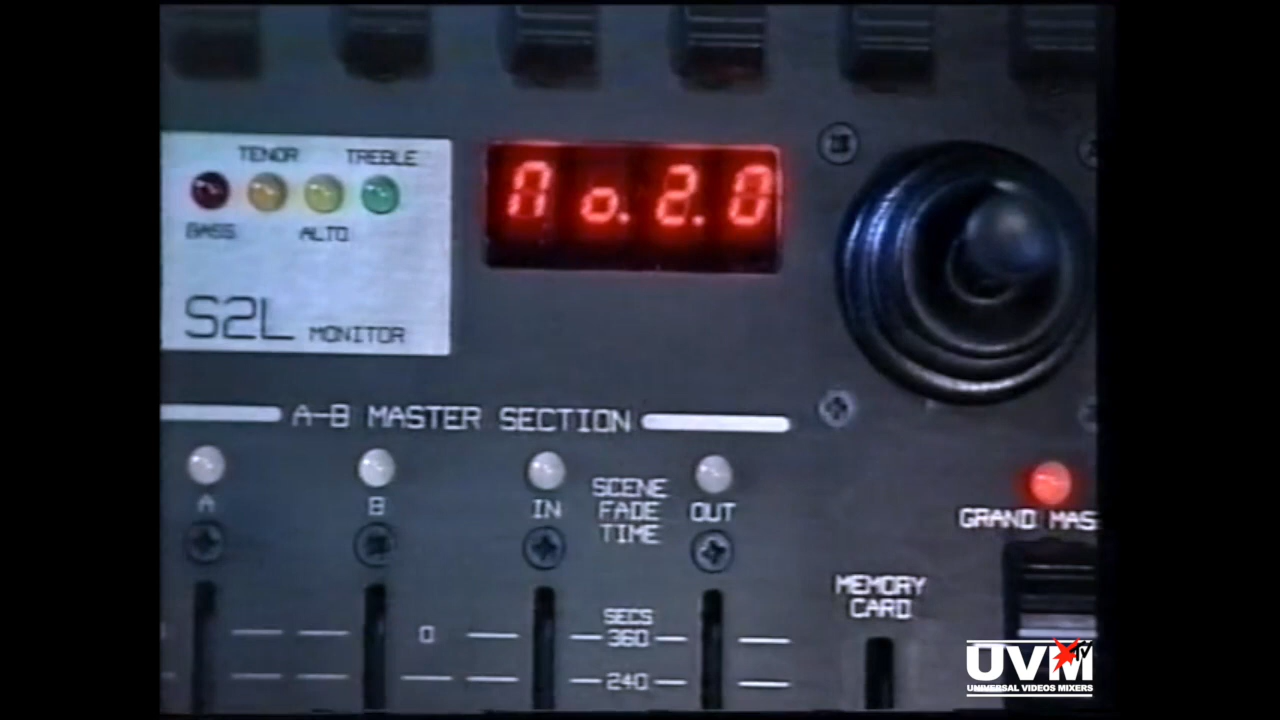 TENOR TREBLE
BASS ALTO
S2L MONITOR
no.2.0
A-B MASTER SECTION
A B IN SCENE FADE TIME OUT
GRAND MAS
MEMORY
CARD
SECS
0 360
240
UVM TV
UNIVERSAL VIDEOS MIXERS